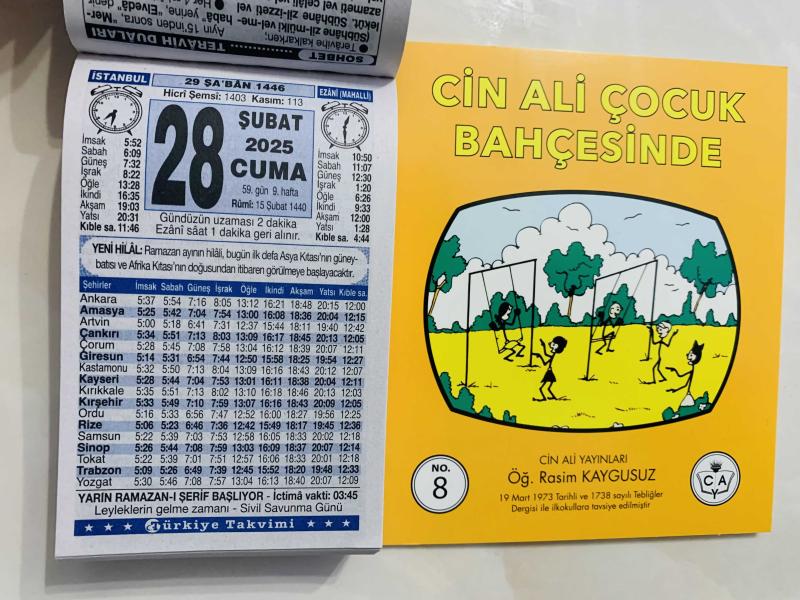 SOHBET
TERÂVİH DUÂLARI
Terâvihe kalkarken;
Ayın 15'inden sonra, "Mer-
habâ" yerine, "Elvedâ" denir.
İSTANBUL
29 ŞA'BÂN 1446
Hicrî Şemsî: 1403 Kasım: 113
EZANÎ (MAHALLÎ)
28
ŞUBAT
2025
CUMA
59. gün 9. hafta
Rûmî: 15 Şubat 1440
İmsak 5:52
Sabah 6:09
Güneş 7:32
İşrak 8:22
Öğle 13:28
İkindi 16:35
Akşam 19:03
Yatsı 20:31
Kıble sa. 11:46
İmsak 10:50
Sabah 11:07
Güneş 12:30
İşrak 1:20
Öğle 6:26
İkindi 9:33
Akşam 12:00
Yatsı 1:28
Kıble sa. 4:44
Gündüzün uzaması 2 dakika
Ezânî sâat 1 dakika geri alınır.
YENİ HİLÂL: Ramazan ayının hilâli, bugün ilk defa Asya Kıtası'nın güney-
batısı ve Afrika Kıtası'nın doğusundan itibaren görülmeye başlayacaktır.
Şehirler İmsak Sabah Güneş İşrak Öğle İkindi Akşam Yatsı Kıble sa.
Ankara 5:37 5:54 7:16 8:05 13:12 16:21 18:48 20:15 12:00
Amasya 5:25 5:42 7:04 7:54 13:00 16:08 18:36 20:04 12:15
Artvin 5:00 5:18 6:41 7:31 12:37 15:44 18:11 19:40 12:42
Çankırı 5:34 5:51 7:13 8:03 13:09 16:17 18:45 20:13 12:05
Çorum 5:28 5:45 7:08 7:58 13:04 16:12 18:39 20:07 12:11
Giresun 5:14 5:31 6:54 7:44 12:50 15:58 18:25 19:54 12:27
Kastamonu 5:32 5:50 7:13 8:04 13:09 16:16 18:43 20:12 12:07
Kayseri 5:28 5:44 7:04 7:53 13:01 16:11 18:38 20:04 12:11
Kırıkkale 5:35 5:51 7:13 8:02 13:10 16:18 18:46 20:13 12:03
Kırşehir 5:33 5:49 7:10 7:59 13:07 16:16 18:43 20:09 12:05
Ordu 5:16 5:33 6:56 7:47 12:52 16:00 18:27 19:56 12:25
Rize 5:06 5:23 6:46 7:36 12:42 15:49 18:17 19:45 12:36
Samsun 5:22 5:39 7:03 7:53 12:58 16:05 18:33 20:02 12:18
Sinop 5:26 5:44 7:08 7:59 13:03 16:09 18:37 20:07 12:14
Tokat 5:22 5:39 7:01 7:51 12:57 16:06 18:33 20:01 12:18
Trabzon 5:09 5:26 6:49 7:39 12:45 15:52 18:20 19:48 12:33
Yozgat 5:30 5:46 7:08 7:57 13:04 16:13 18:40 20:07 12:09
YARIN RAMAZAN-I ŞERİF BAŞLIYOR - İctimâ vakti: 03:45
Leyleklerin gelme zamanı - Sivil Savunma Günü
Türkiye Takvimi
CİN ALİ ÇOCUK
BAHÇESİNDE
CİN ALİ YAYINLARI
Öğ. Rasim KAYGUSUZ
19 Mart 1973 Tarihli ve 1738 sayılı Tebliğler
Dergisi ile ilkokullara tavsiye edilmiştir
NO.
8
C A
Y